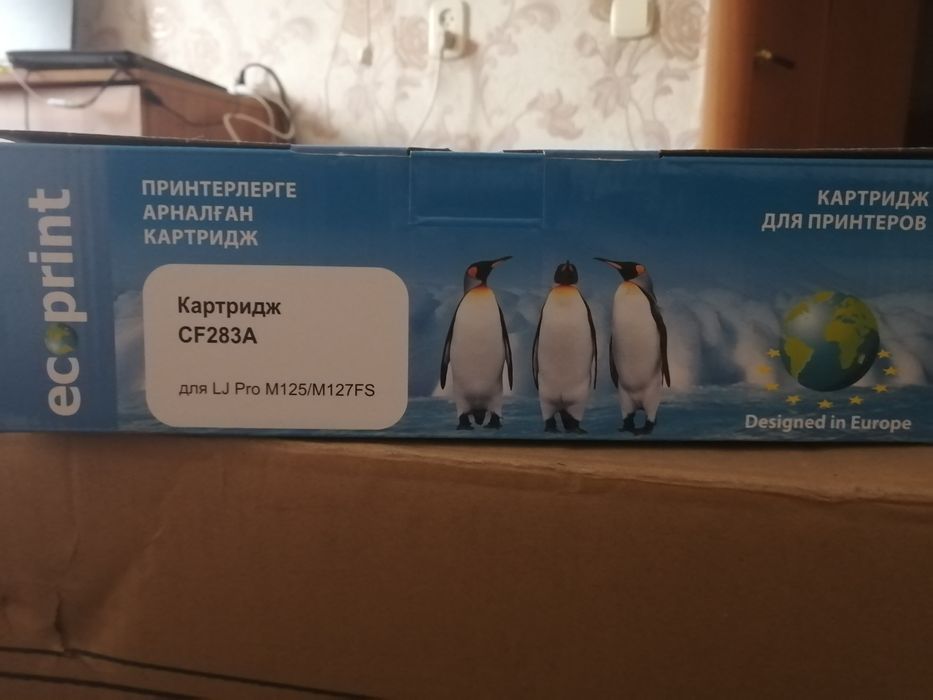 ecoprint
ПРИНТЕРЛЕРГЕ
АРНАЛҒАН
КАРТРИДЖ
Картридж
CF283A
для LJ Pro M125/M127FS
КАРТРИДЖ
ДЛЯ ПРИНТЕРОВ
Designed in Europe